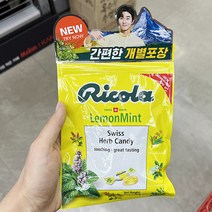 NEW
TRY NOW
간편한 개별포장
Ricola
LemonMint
Swiss
Herb Candy
soothing · great tasting